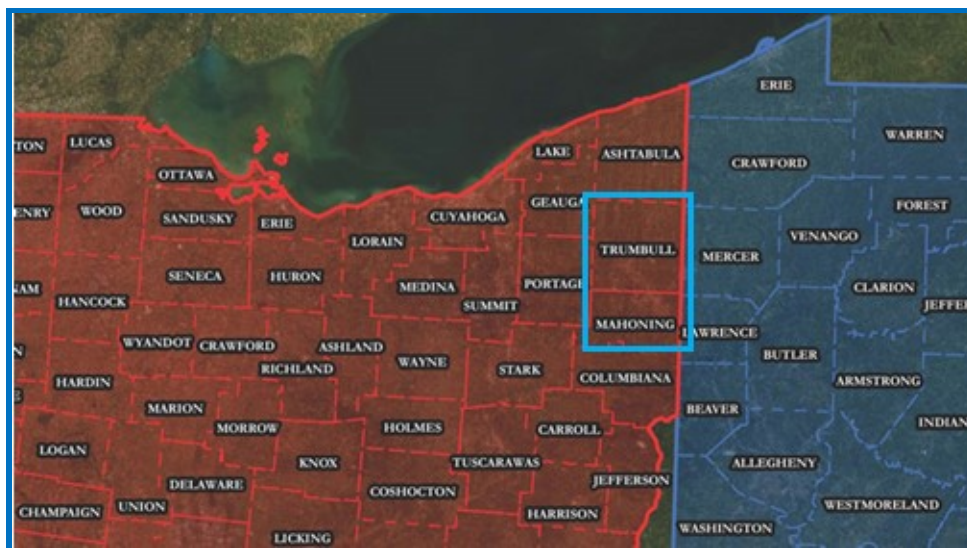 ERIE
TON
LUCAS
WARREN
LAKE
ASHTABULA
CRAWFORD
OTTAWA
GEAUGA
FOREST
ENRY
WOOD
SANDUSKY
ERIE
CUYAHOGA
LORAIN
VENANGO
TRUMBULL
MERCER
SENECA
HURON
MEDINA
PORTAGE
CLARION
NAM
HANCOCK
SUMMIT
JEFFER
MAHONING
LAWRENCE
WYANDOT
CRAWFORD
ASHLAND
N
BUTLER
RICHLAND
WAYNE
STARK
COLUMBIANA
HARDIN
ARMSTRONG
E
MARION
BEAVER
MORROW
HOLMES
CARROLL
INDIAN
LOGAN
KNOX
TUSCARAWAS
ALLEGHENY
DELAWARE
COSHOCTON
JEFFERSON
CHAMPAIGN
UNION
HARRISON
WESTMORELAND
LICKING
WASHINGTON